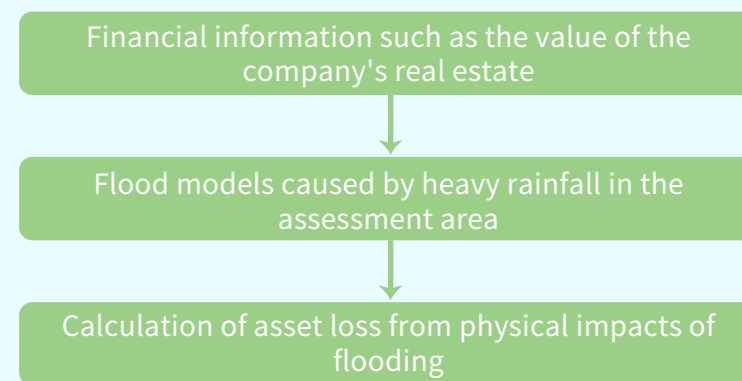 Financial information such as the value of the
company's real estate
Flood models caused by heavy rainfall in the
assessment area
Calculation of asset loss from physical impacts of
flooding